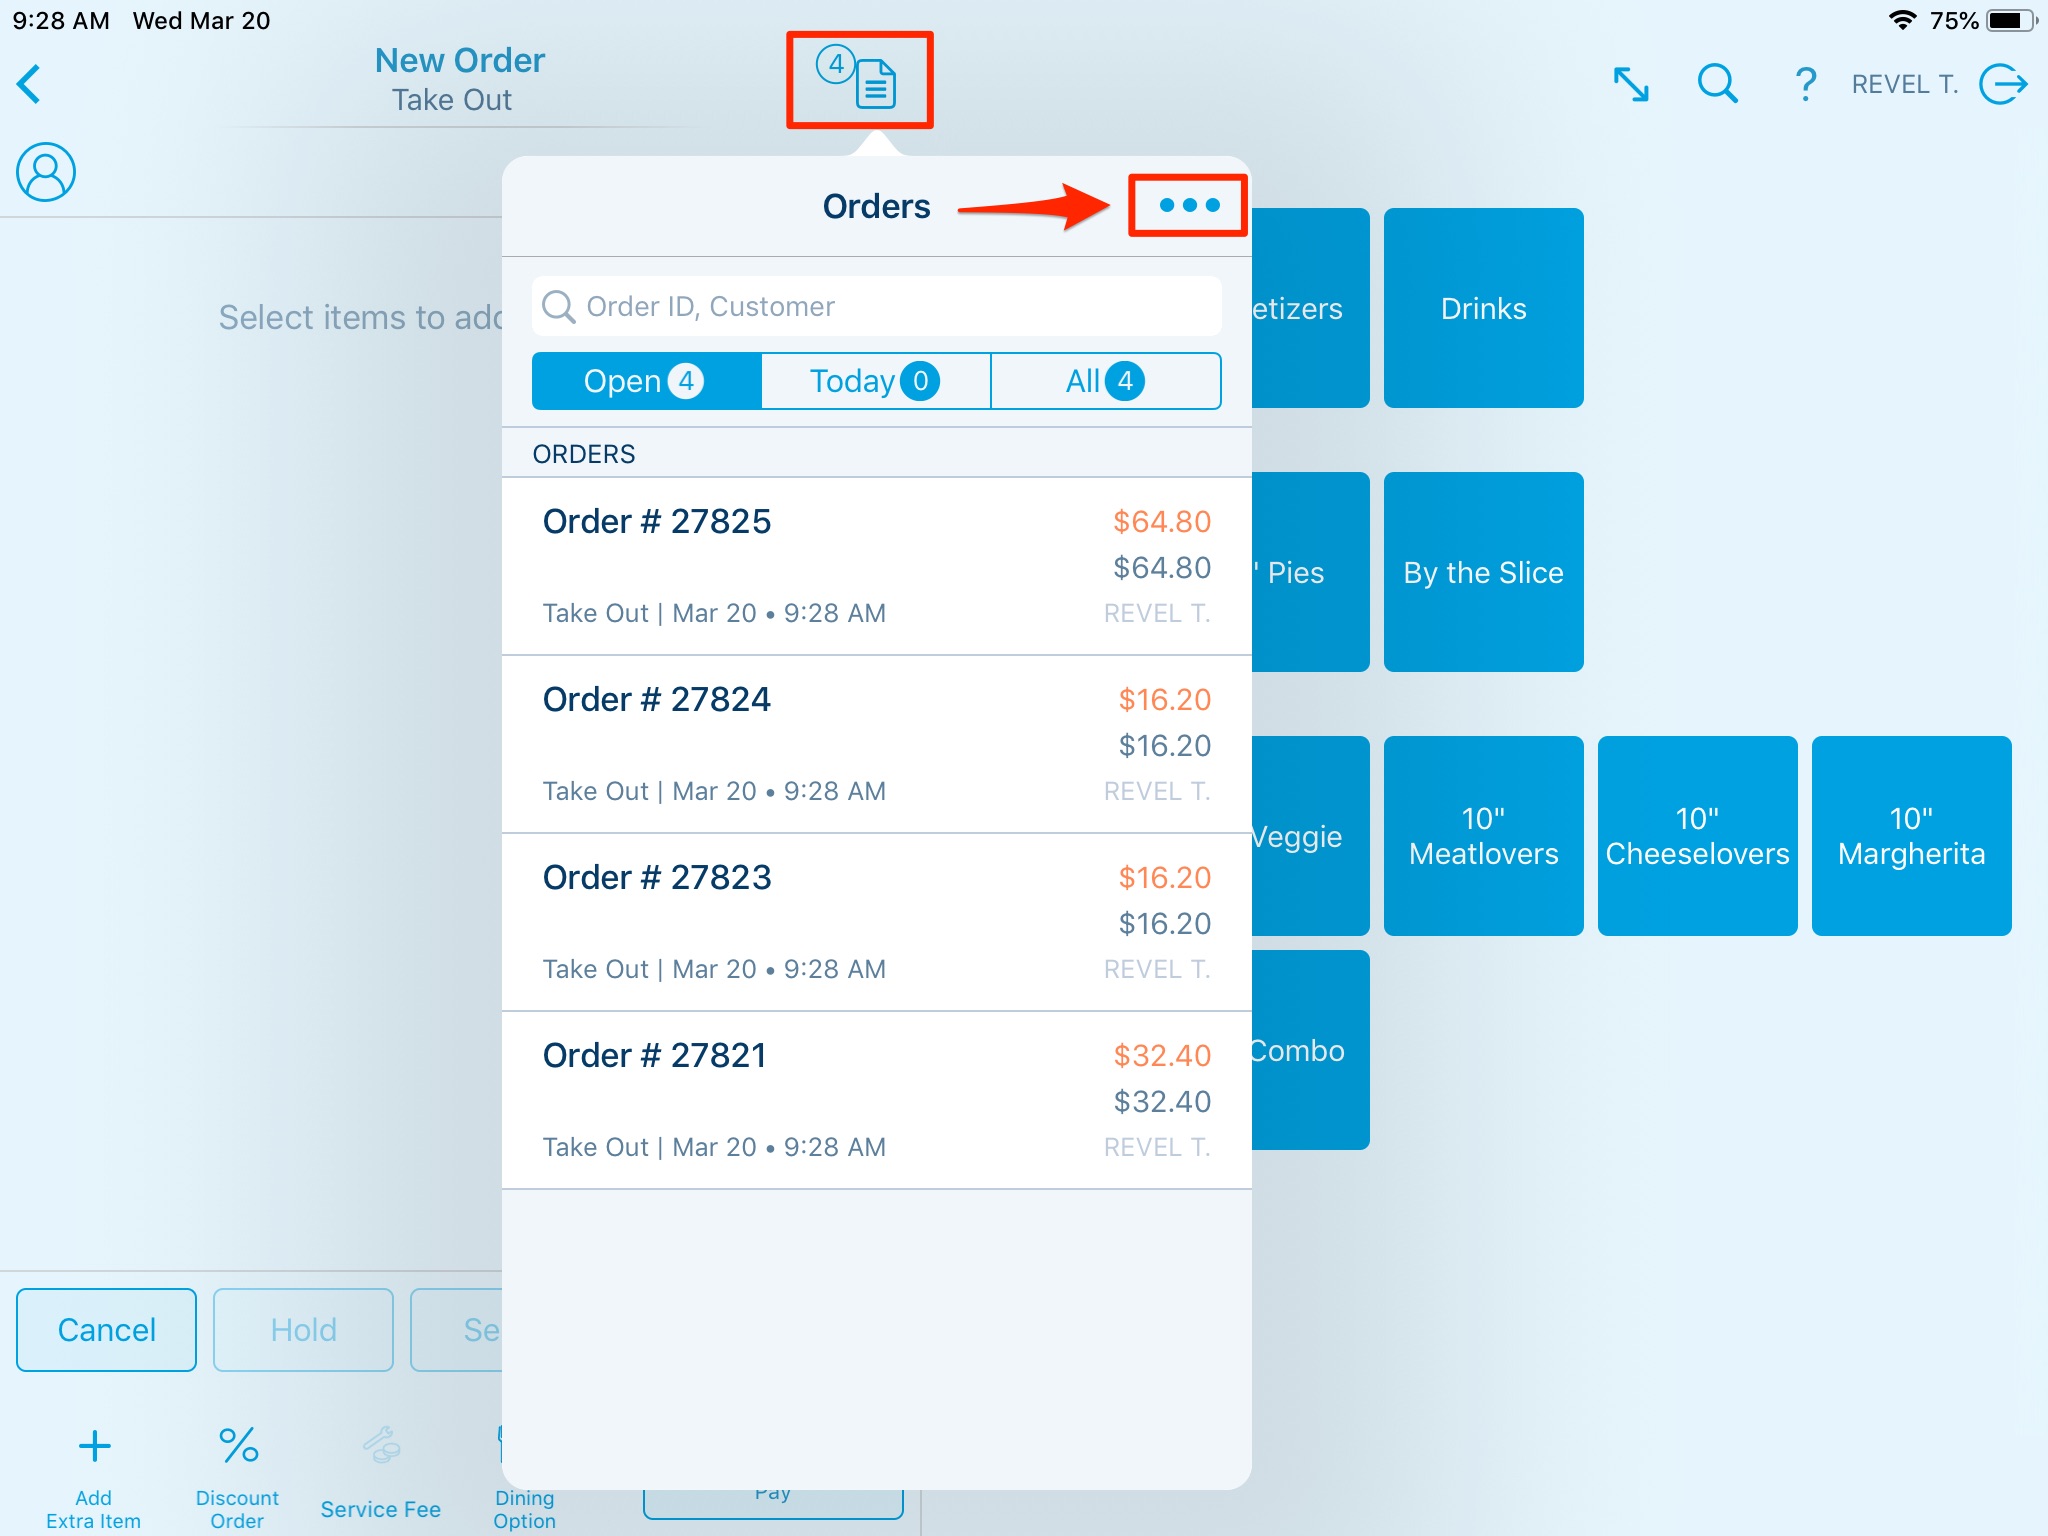 9:28 AM Wed Mar 20
75%
New Order
Take Out
4
? REVEL T.
Orders
Select items to add
Order ID, Customer
Open 4
Today 0
All 4
ORDERS
Order # 27825
$64.80
$64.80
Take Out | Mar 20 • 9:28 AM
REVEL T.
Order # 27824
$16.20
$16.20
Take Out | Mar 20 • 9:28 AM
REVEL T.
Order # 27823
$16.20
$16.20
Take Out | Mar 20 • 9:28 AM
REVEL T.
Order # 27821
$32.40
$32.40
Take Out | Mar 20 • 9:28 AM
REVEL T.
etizers
Drinks
" Pies
By the Slice
Veggie
10"
Meatlovers
10"
Cheeselovers
10"
Margherita
Combo
Cancel
Hold
Se
Add
Extra Item
%
Discount
Order
Service Fee
Dining
Option
Pay